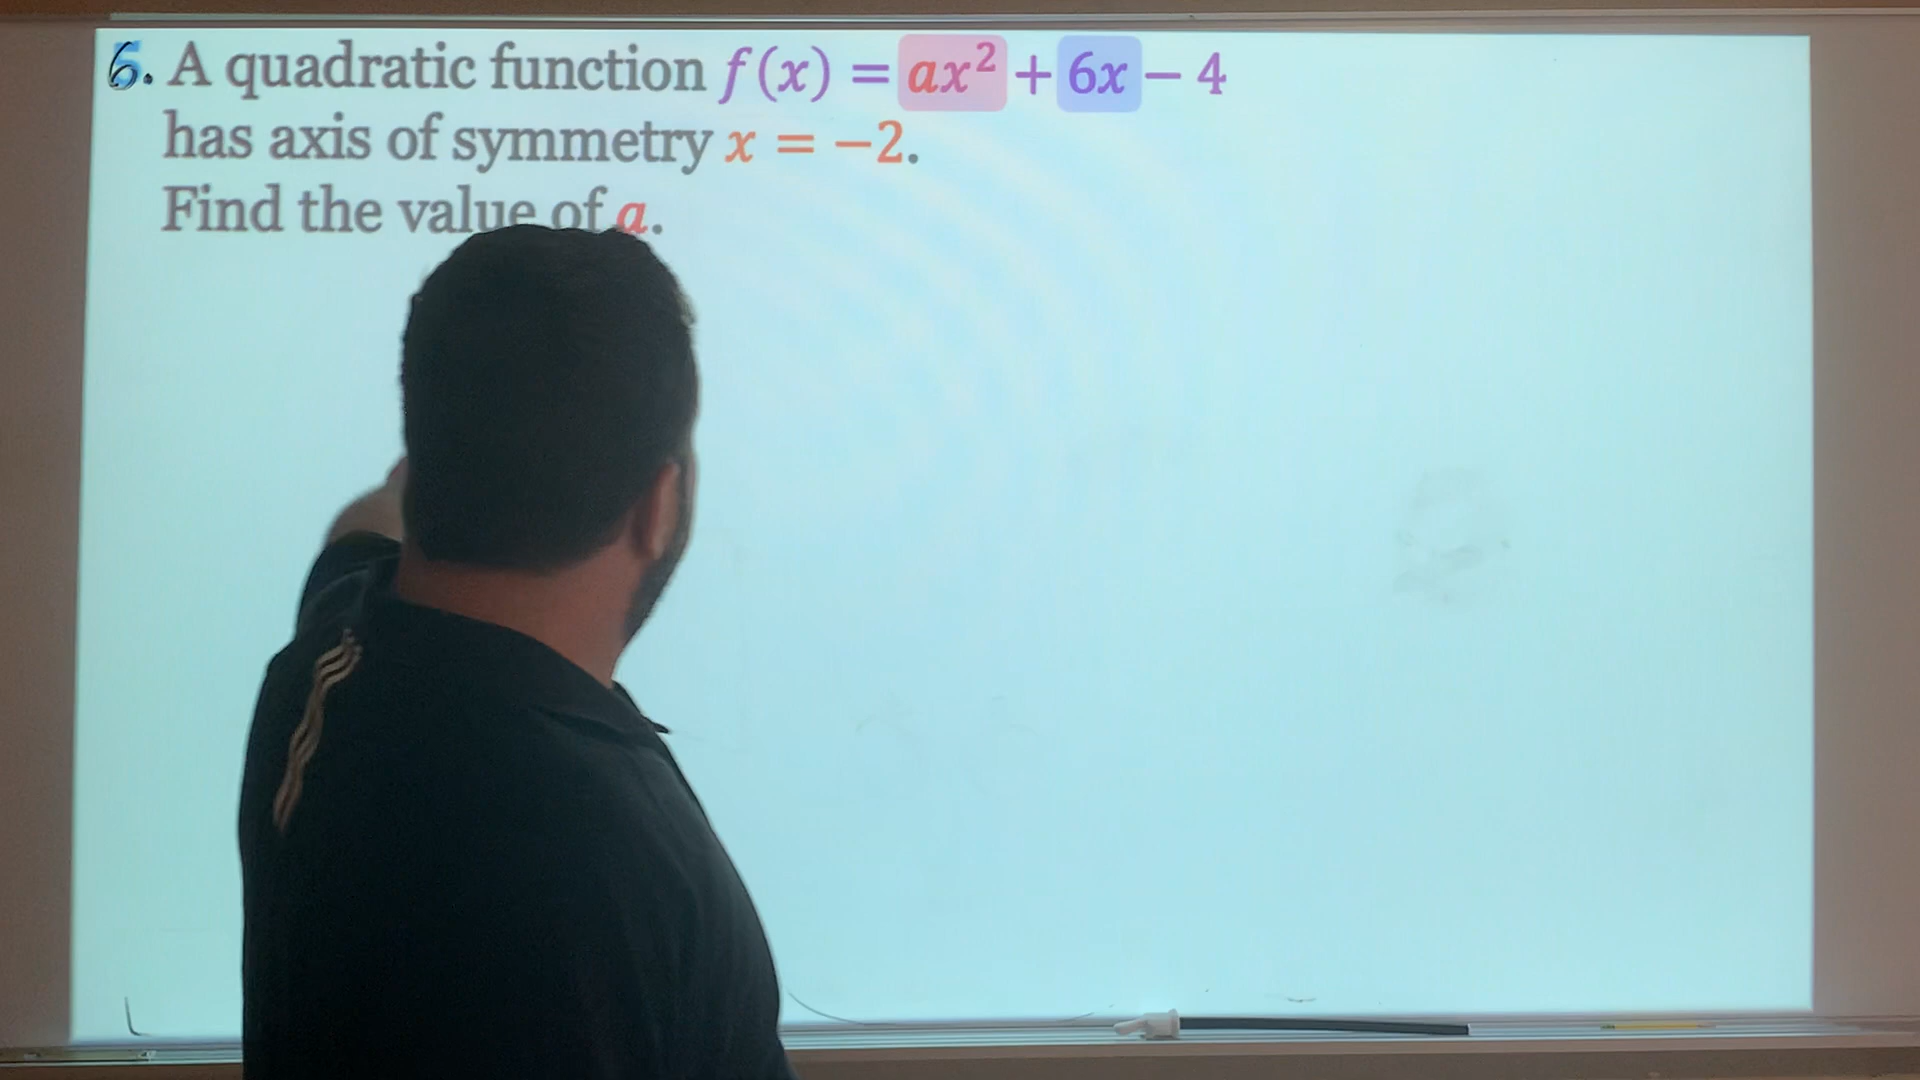 6. A quadratic function f(x) = ax² + 6x − 4
has axis of symmetry x = −2.
Find the value of a.